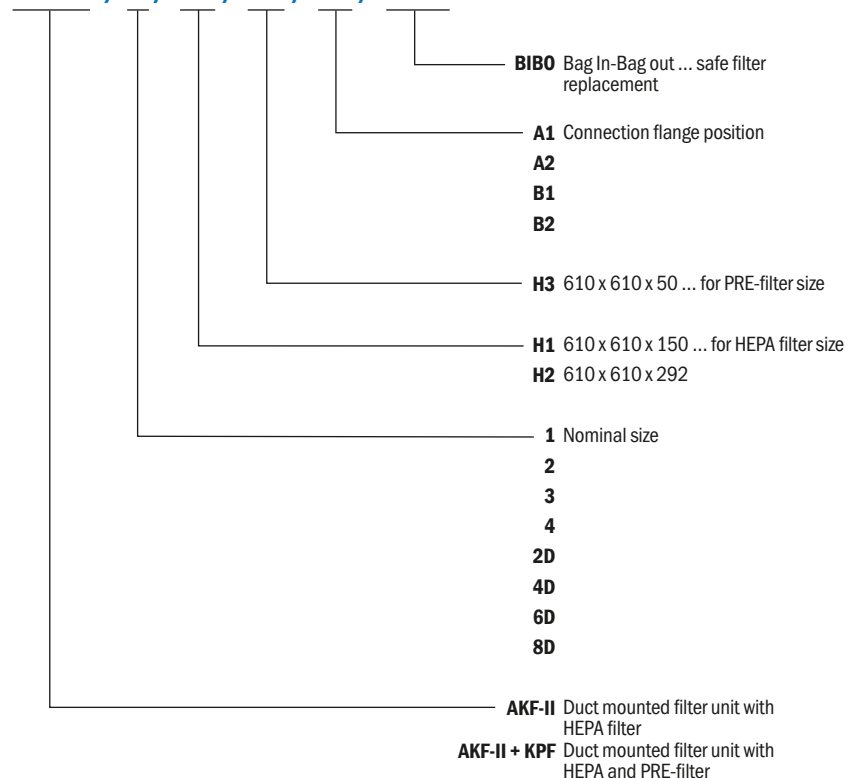 BIBO Bag In-Bag out ... safe filter
replacement
A1 Connection flange position
A2
B1
B2
H3 610 x 610 x 50 ... for PRE-filter size
H1 610 x 610 x 150 ... for HEPA filter size
H2 610 x 610 x 292
1 Nominal size
2
3
4
2D
4D
6D
8D
AKF-II Duct mounted filter unit with
HEPA filter
AKF-II + KPF Duct mounted filter unit with
HEPA and PRE-filter